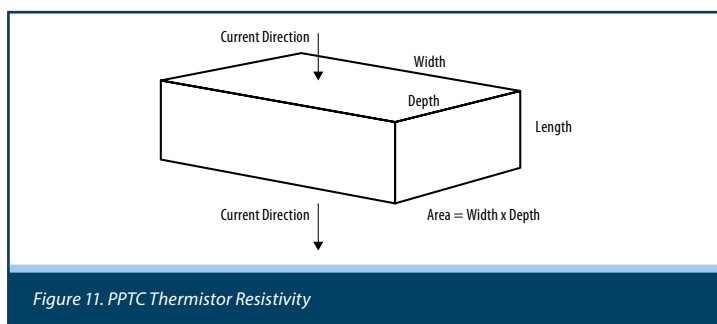 Current Direction
Width
Depth
Length
Current Direction
Area = Width x Depth
Figure 11. PPTC Thermistor Resistivity